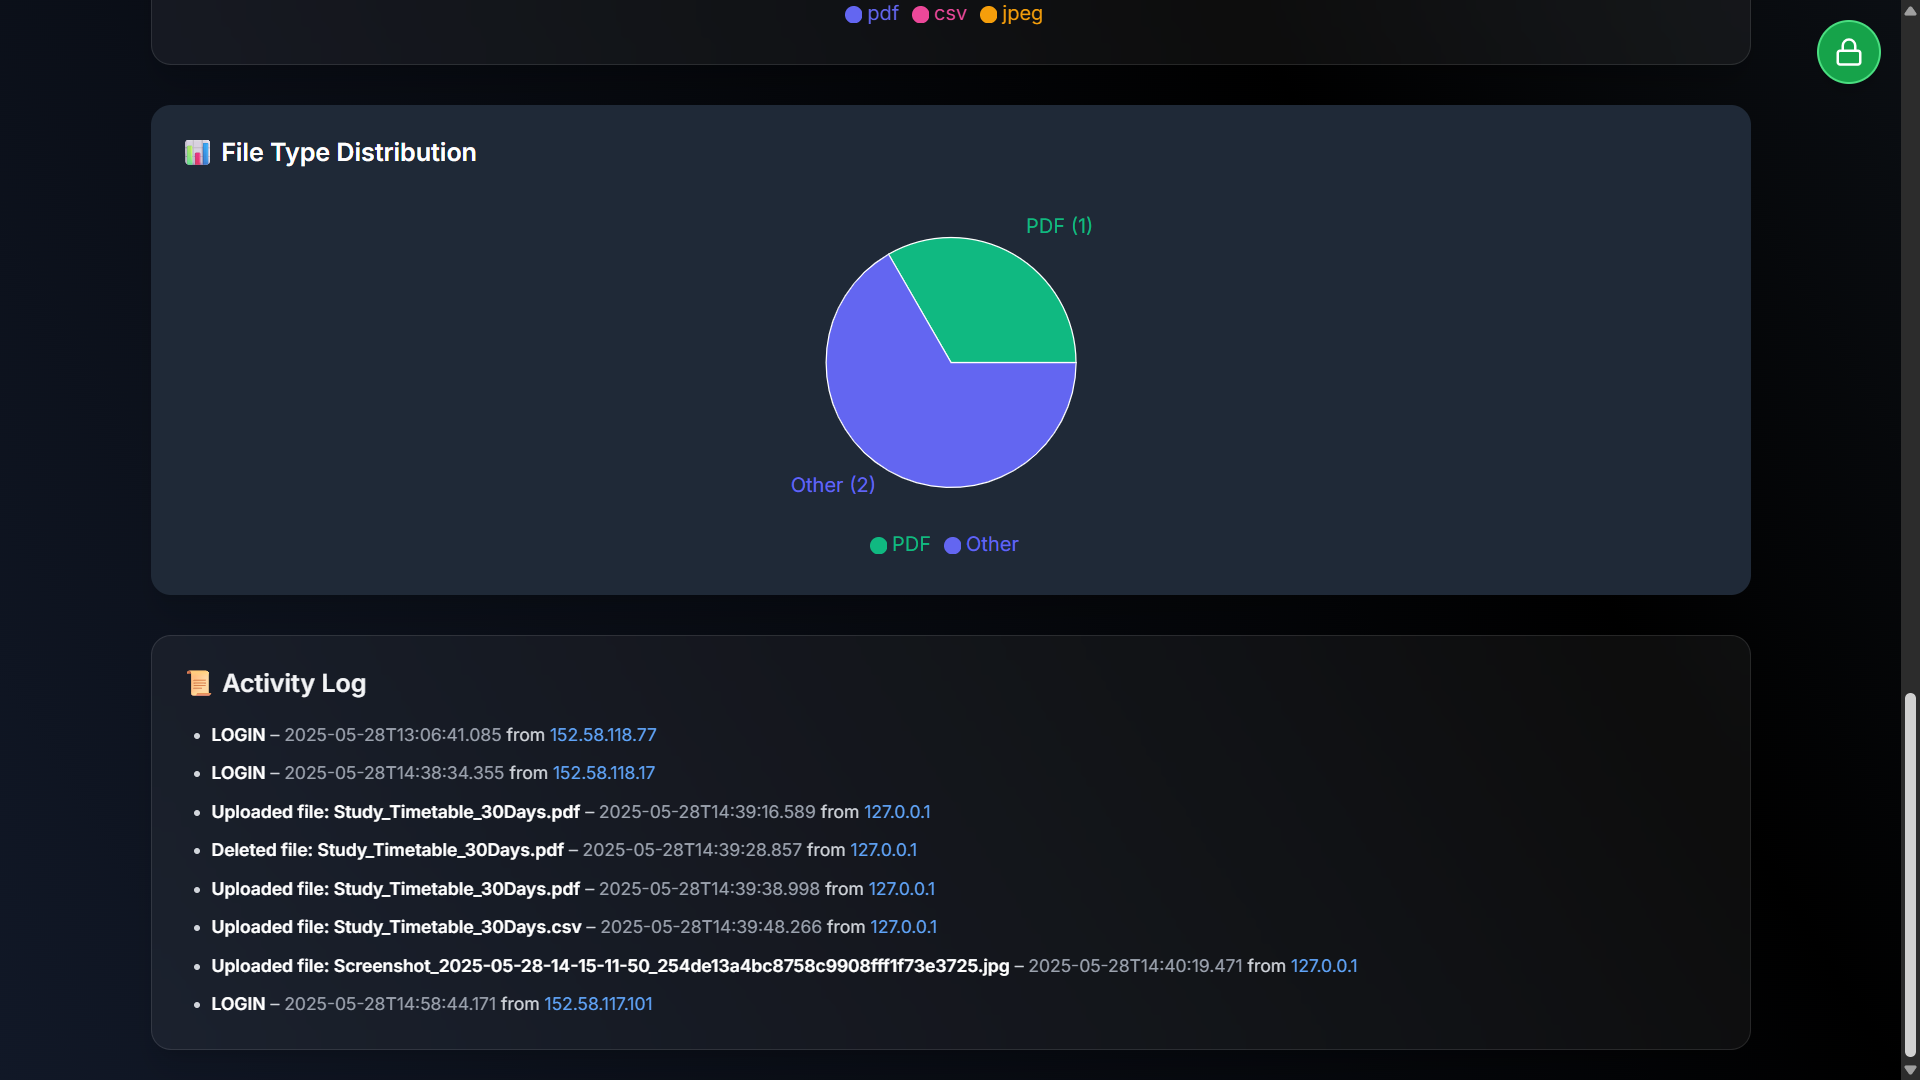 pdf csv jpeg
File Type Distribution
PDF (1)
Other (2)
PDF Other
Activity Log
LOGIN – 2025-05-28T13:06:41.085 from 152.58.118.77
LOGIN – 2025-05-28T14:38:34.355 from 152.58.118.17
Uploaded file: Study_Timetable_30Days.pdf – 2025-05-28T14:39:16.589 from 127.0.0.1
Deleted file: Study_Timetable_30Days.pdf – 2025-05-28T14:39:28.857 from 127.0.0.1
Uploaded file: Study_Timetable_30Days.pdf – 2025-05-28T14:39:38.998 from 127.0.0.1
Uploaded file: Study_Timetable_30Days.csv – 2025-05-28T14:39:48.266 from 127.0.0.1
Uploaded file: Screenshot_2025-05-28-14-15-11-50_254de13a4bc8758c9908fff1f73e3725.jpg – 2025-05-28T14:40:19.471 from 127.0.0.1
LOGIN – 2025-05-28T14:58:44.171 from 152.58.117.101